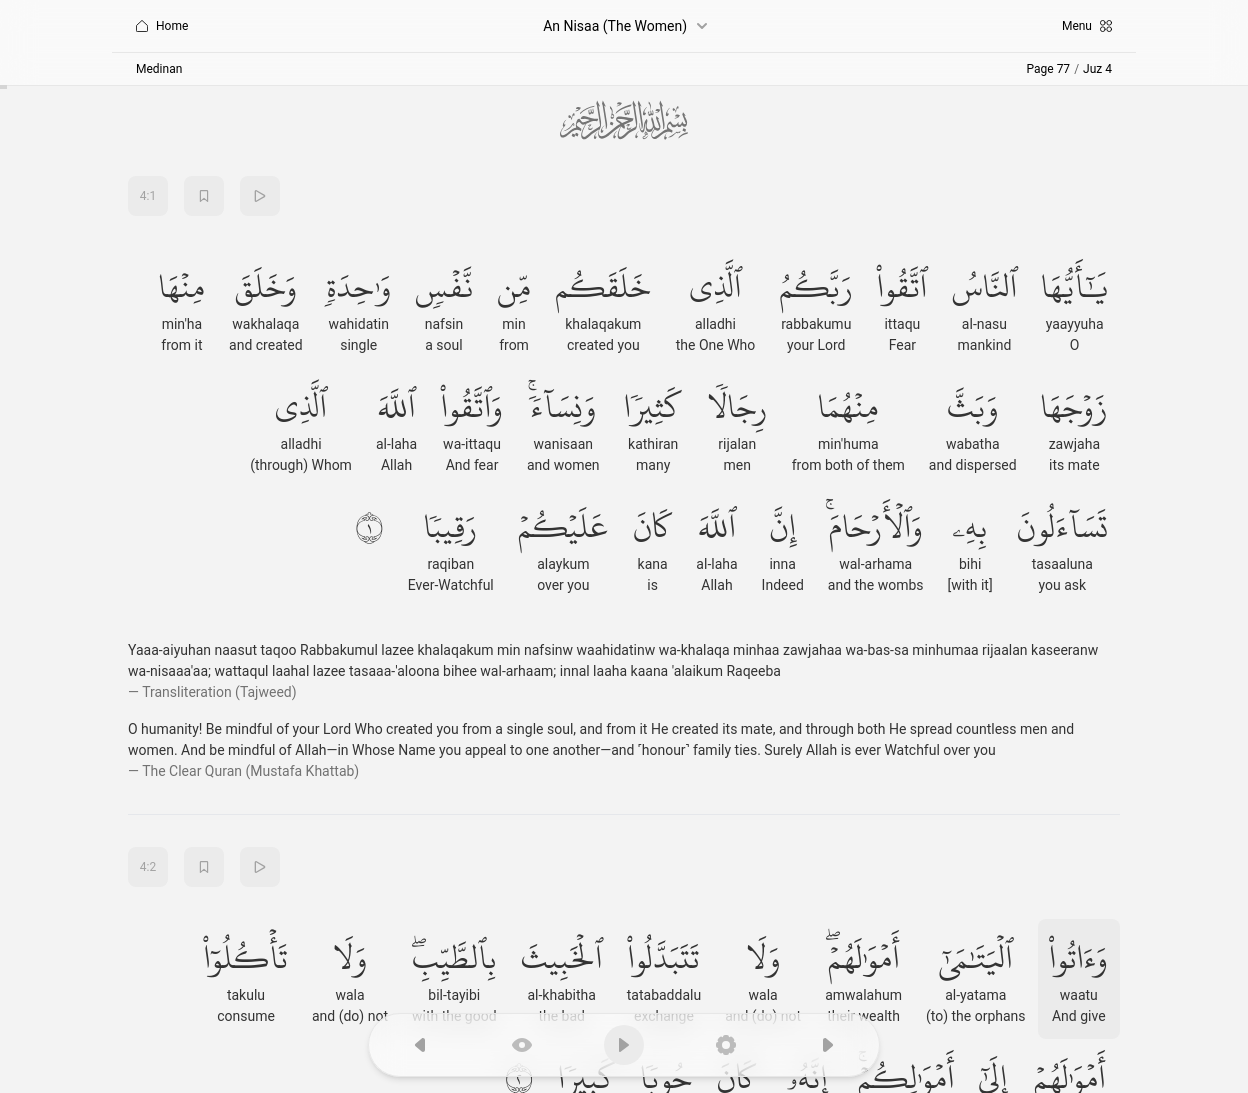 Home
An Nisaa (The Women)
Menu
Medinan
Page 77 / Juz 4
بِسْمِ ٱللَّهِ ٱلرَّحْمَٰنِ ٱلرَّحِيمِ
4:1
يَـٰٓأَيُّهَا ٱلنَّاسُ ٱتَّقُوا۟ رَبَّكُمُ ٱلَّذِى خَلَقَكُم مِّن نَّفْسٍ وَٰحِدَةٍ وَخَلَقَ مِنْهَا
yaayyuha al-nasu ittaqu rabbakumu alladhi khalaqakum min nafsin wahidatin wakhalaqa min'ha
O mankind Fear your Lord the One Who created you from a soul single and created from it
زَوْجَهَا وَبَثَّ مِنْهُمَا رِجَالًا كَثِيرًا وَنِسَآءً ۚ وَٱتَّقُوا۟ ٱللَّهَ ٱلَّذِى
zawjaha wabatha min'huma rijalan kathiran wanisaan wa-ittaqu al-laha alladhi
its mate and dispersed from both of them men many and women And fear Allah (through) Whom
تَسَآءَلُونَ بِهِۦ وَٱلْأَرْحَامَ ۚ إِنَّ ٱللَّهَ كَانَ عَلَيْكُمْ رَقِيبًا ١
tasaaluna bihi wal-arhama inna al-laha kana alaykum raqiban
you ask [with it] and the wombs Indeed Allah is over you Ever-Watchful
Yaaa-aiyuhan naasut taqoo Rabbakumul lazee khalaqakum min nafsinw waahidatinw wa-khalaqa minhaa zawjahaa wa-bas-sa minhumaa rijaalan kaseeranw
wa-nisaaa'aa; wattaqul laahal lazee tasaaa-'aloona bihee wal-arhaam; innal laaha kaana 'alaikum Raqeeba
— Transliteration (Tajweed)
O humanity! Be mindful of your Lord Who created you from a single soul, and from it He created its mate, and through both He spread countless men and
women. And be mindful of Allah—in Whose Name you appeal to one another—and ˹honour˺ family ties. Surely Allah is ever Watchful over you
— The Clear Quran (Mustafa Khattab)
4:2
وَءَاتُوا۟ ٱلْيَتَـٰمَىٰٓ أَمْوَٰلَهُمْ ۖ وَلَا تَتَبَدَّلُوا۟ ٱلْخَبِيثَ بِٱلطَّيِّبِ ۖ وَلَا تَأْكُلُوٓا۟
waatu al-yatama amwalahum wala tatabaddalu al-khabitha bil-tayibi wala takulu
And give (to) the orphans their wealth and (do) not exchange the bad with the good and (do) not consume
أَمْوَٰلَهُمْ إِلَىٰٓ أَمْوَٰلِكُمْ ۚ إِنَّهُۥ كَانَ حُوبًا كَبِيرًا